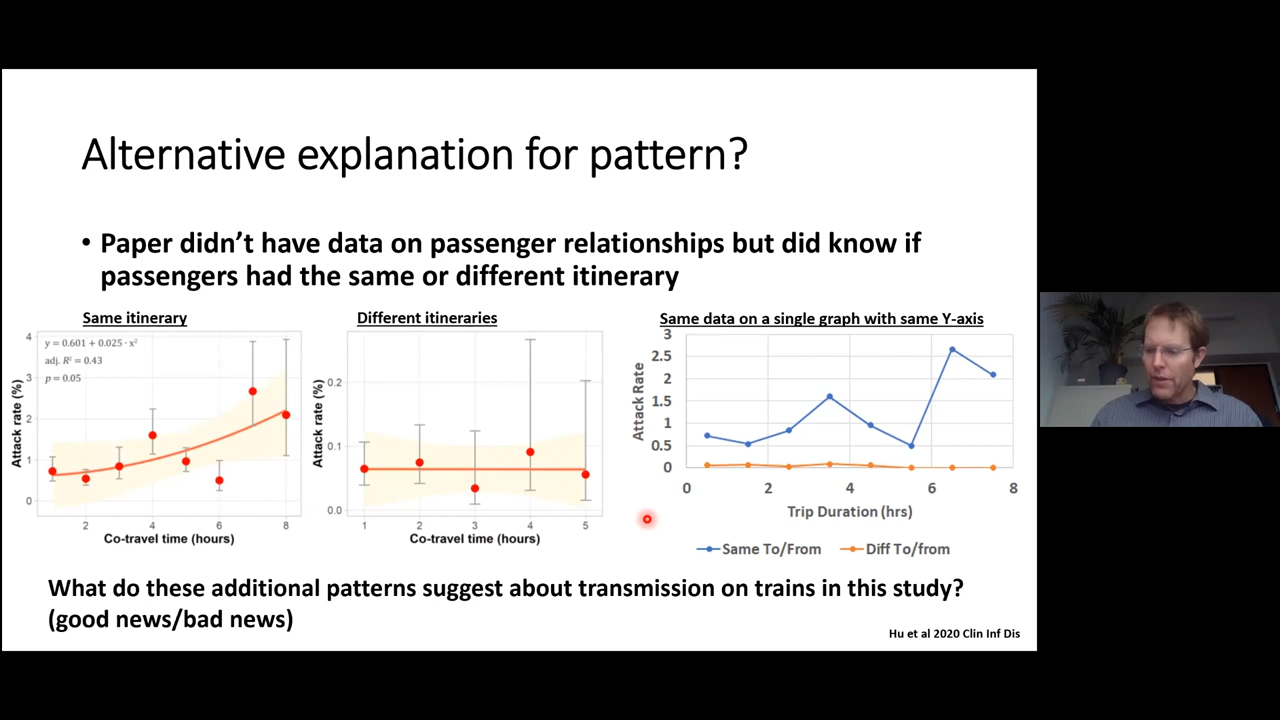 Alternative explanation for pattern?
• Paper didn't have data on passenger relationships but did know if
passengers had the same or different itinerary
Same itinerary
4
3
2
1
0
y = 0.601 + 0.025 · x²
adj. R² = 0.43
p = 0.05
Attack rate (%)
2
4
6
8
Co-travel time (hours)
Different itineraries
0.2
0.1
0.0
Attack rate (%)
1
2
3
4
5
Co-travel time (hours)
Same data on a single graph with same Y-axis
3
2.5
2
1.5
1
0.5
0
Attack Rate
0
2
4
6
8
Trip Duration (hrs)
Same To/From
Diff To/from
What do these additional patterns suggest about transmission on trains in this study?
(good news/bad news)
Hu et al 2020 Clin Inf Dis